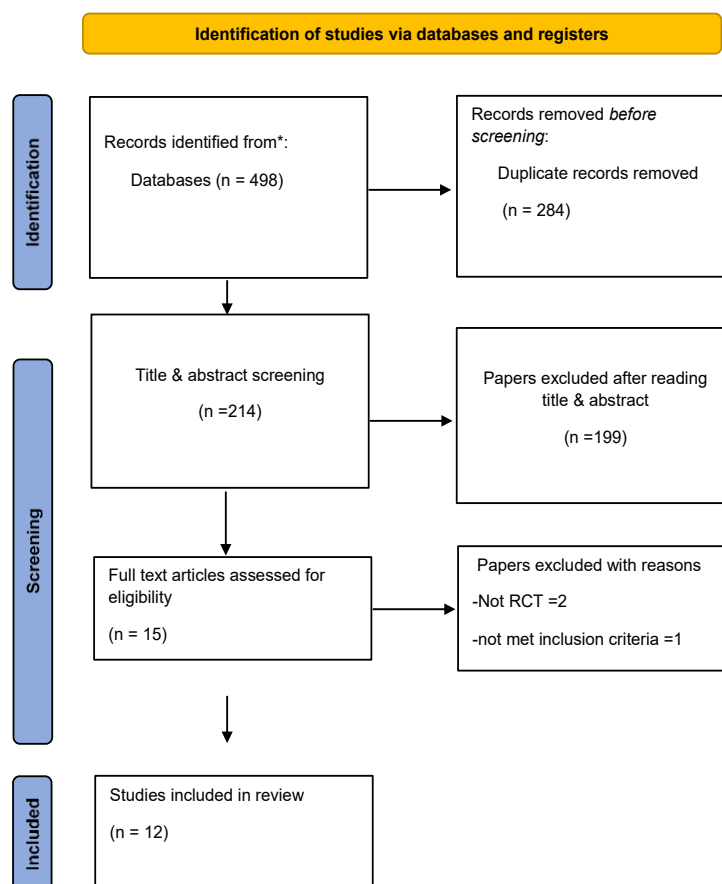 Identification of studies via databases and registers
Identification
Records identified from*:
Databases (n = 498)
Records removed before
screening:
Duplicate records removed
(n = 284)
Screening
Title & abstract screening
(n =214)
Papers excluded after reading
title & abstract
(n =199)
Full text articles assessed for
eligibility
(n = 15)
Papers excluded with reasons
-Not RCT =2
-not met inclusion criteria =1
Included
Studies included in review
(n = 12)